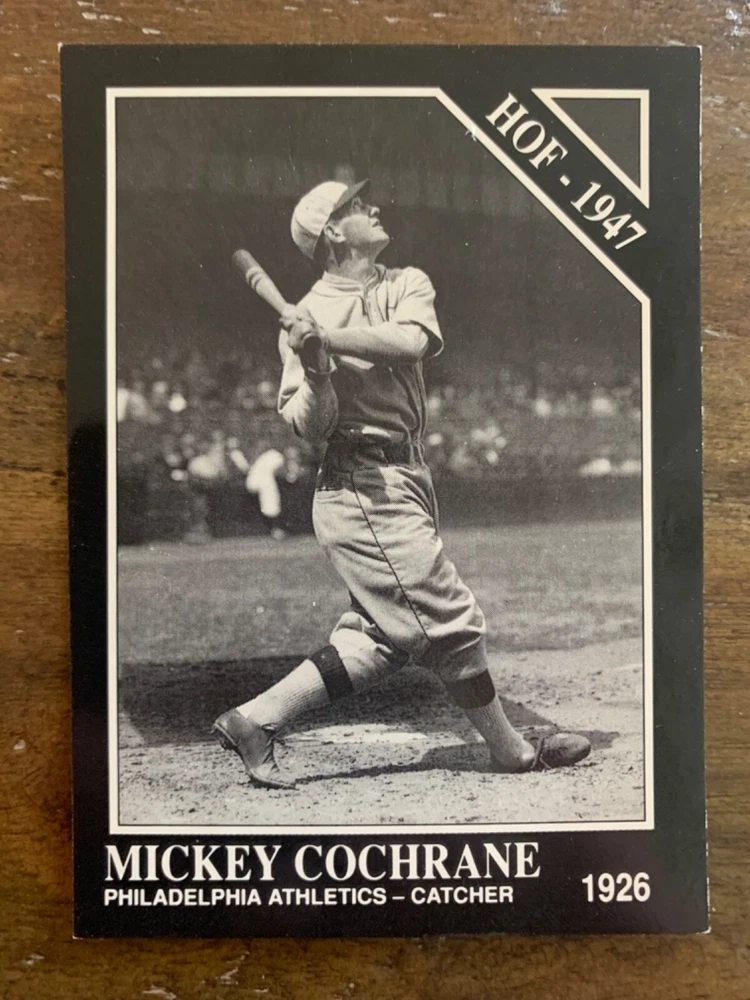 HOF - 1947
MICKEY COCHRANE
PHILADELPHIA ATHLETICS – CATCHER
1926